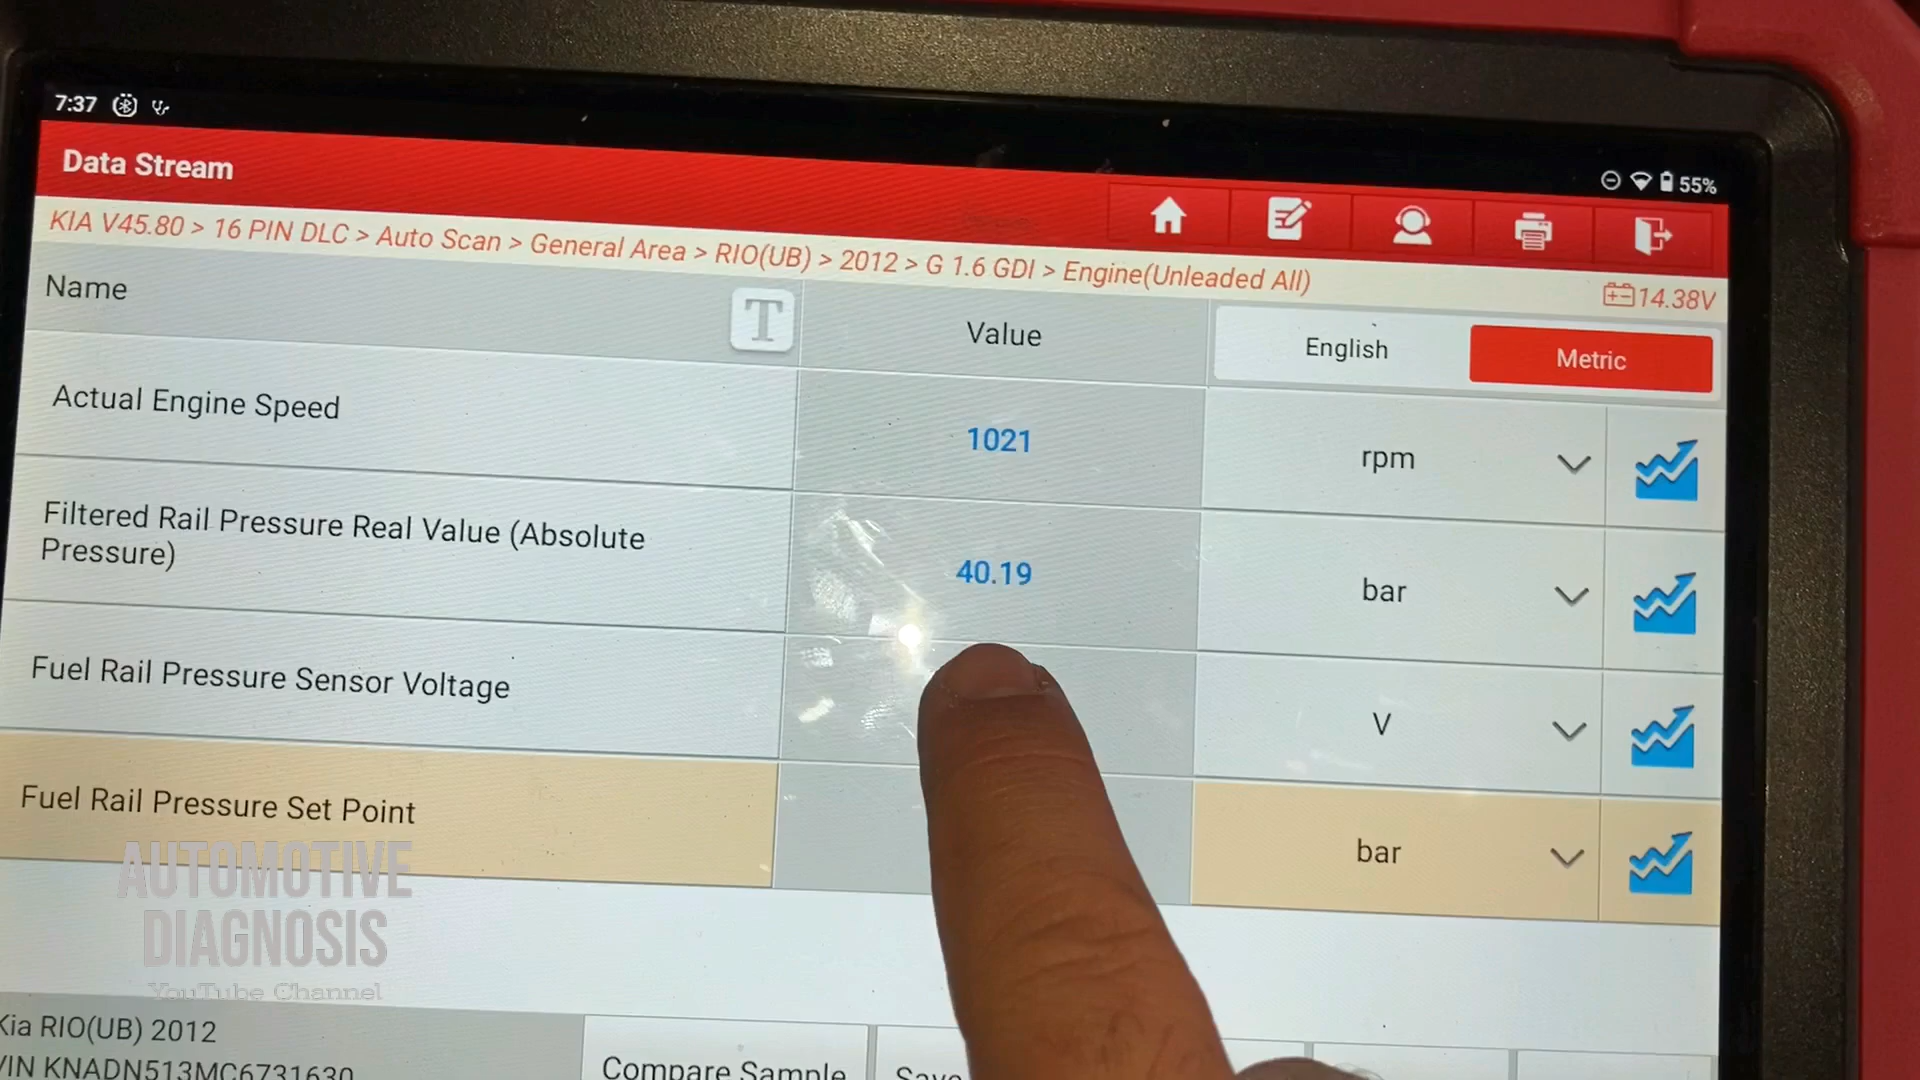 7:37
55%
Data Stream
KIA V45.80 > 16 PIN DLC > Auto Scan > General Area > RIO(UB) > 2012 > G 1.6 GDI > Engine(Unleaded All)
14.38V
Name
T
Value
English
Metric
Actual Engine Speed
1021
rpm
Filtered Rail Pressure Real Value (Absolute
Pressure)
40.19
bar
Fuel Rail Pressure Sensor Voltage
V
Fuel Rail Pressure Set Point
bar
AUTOMOTIVE
DIAGNOSIS
YouTube Channel
Kia RIO(UB) 2012
VIN KNADN513MC6731630
Compare Sample
Save